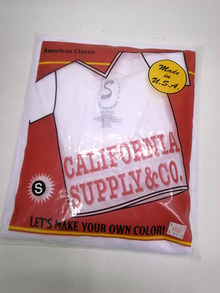 American Classic
Made
in
U.S.A.
S
CALIFORNIA
SUPPLY&CO.
S
LET'S MAKE YOUR OWN COLOR!